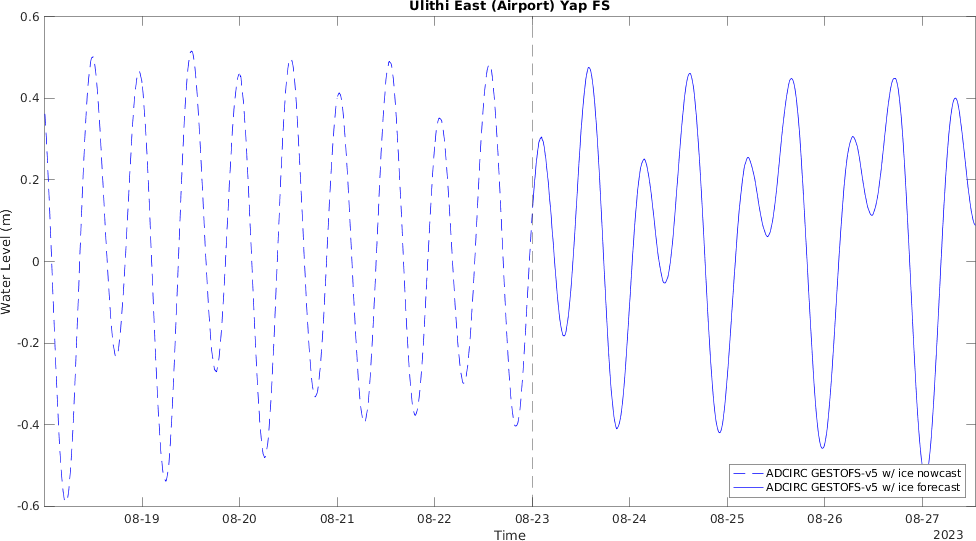 Ulithi East (Airport) Yap FS
0.6
0.4
0.2
0
-0.2
-0.4
-0.6
Water Level (m)
ADCIRC GESTOFS-v5 w/ ice nowcast
ADCIRC GESTOFS-v5 w/ ice forecast
08-19 08-20 08-21 08-22 08-23 08-24 08-25 08-26 08-27
Time
2023